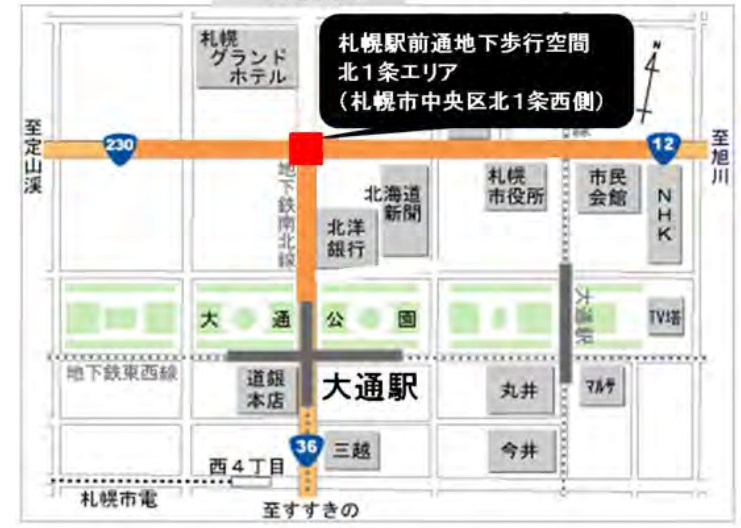 札幌
グランド
ホテル
札幌駅前通地下歩行空間
北1条エリア
(札幌市中央区北1条西側)
N
至定山渓
230
12
至旭川
地下鉄南北線
北海道
新聞
北洋
銀行
札幌
市役所
市民
会館
NHK
大通公園
大通駅
TV塔
地下鉄東西線
道銀
本店
大通駅
丸井
マルサ
36
三越
今井
西4丁目
札幌市電
至すすきの